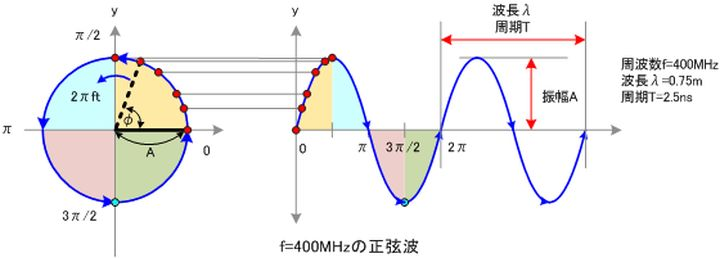 y
π/2
2πft
φ
A
π
0
3π/2
y
0
π
3π/2
2π
波長λ
周期T
振幅A
周波数f=400MHz
波長λ=0.75m
周期T=2.5ns
f=400MHzの正弦波